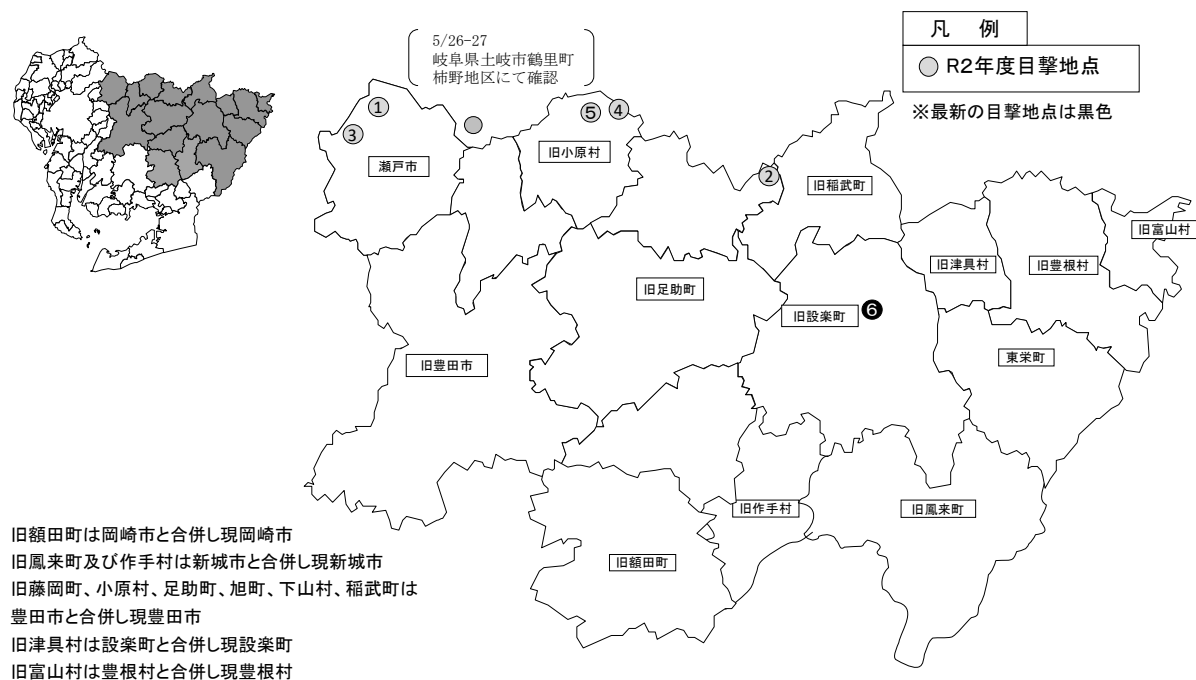 5/26-27
岐阜県土岐市鶴里町
柿野地区にて確認
凡 例
R2年度目撃地点
※最新の目撃地点は黒色
①
⑤
④
③
瀬戸市
旧小原村
②
旧稲武町
旧富山村
旧津具村
旧豊根村
旧足助町
旧設楽町
❻
旧豊田市
東栄町
旧作手村
旧鳳来町
旧額田町
旧額田町は岡崎市と合併し現岡崎市
旧鳳来町及び作手村は新城市と合併し現新城市
旧藤岡町、小原村、足助町、旭町、下山村、稲武町は
豊田市と合併し現豊田市
旧津具村は設楽町と合併し現設楽町
旧富山村は豊根村と合併し現豊根村